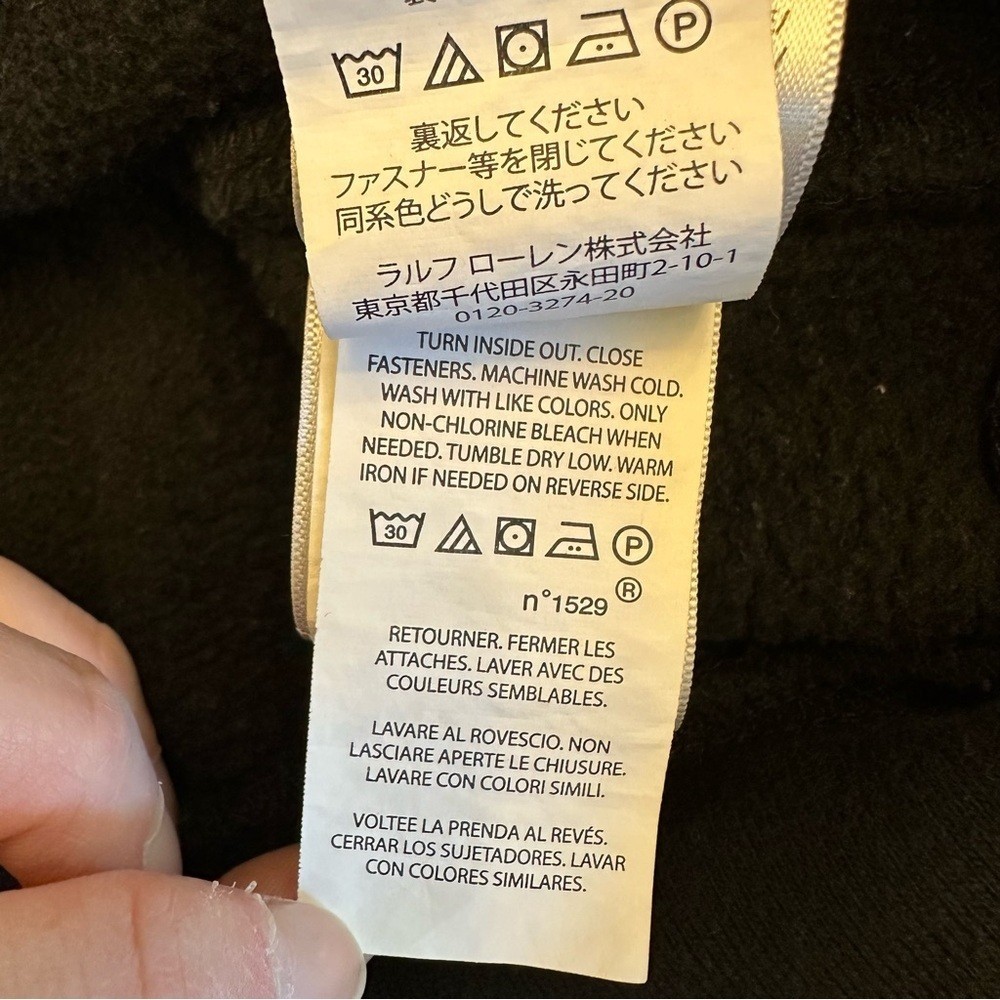 30
P
裏返してください
ファスナー等を閉じてください
同系色どうしで洗ってください
ラルフ ローレン株式会社
東京都千代田区永田町2-10-1
0120-3274-20
TURN INSIDE OUT. CLOSE
FASTENERS. MACHINE WASH COLD.
WASH WITH LIKE COLORS. ONLY
NON-CHLORINE BLEACH WHEN
NEEDED. TUMBLE DRY LOW. WARM
IRON IF NEEDED ON REVERSE SIDE.
30
P
n°1529 ®
RETOURNER. FERMER LES
ATTACHES. LAVER AVEC DES
COULEURS SEMBLABLES.
LAVARE AL ROVESCIO. NON
LASCIARE APERTE LE CHIUSURE.
LAVARE CON COLORI SIMILI.
VOLTEE LA PRENDA AL REVÉS.
CERRAR LOS SUJETADORES. LAVAR
CON COLORES SIMILARES.